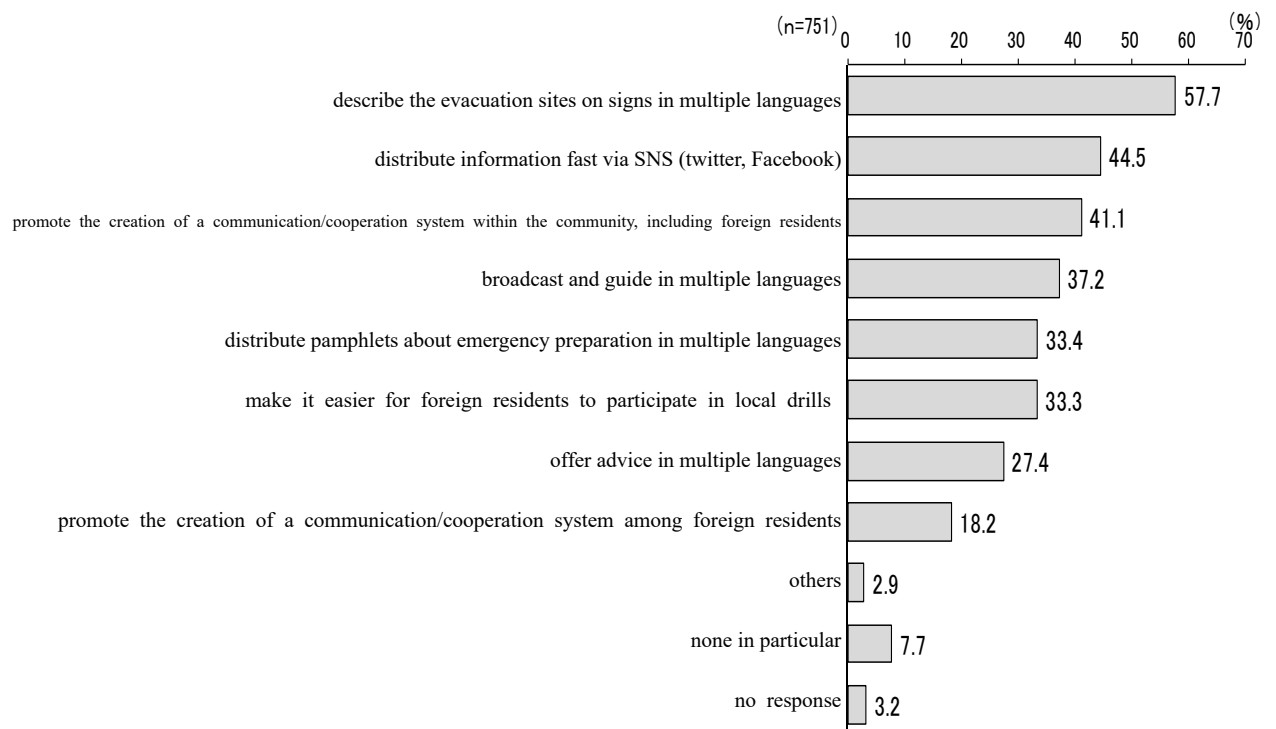 (n=751)
(%)
0 10 20 30 40 50 60 70
describe the evacuation sites on signs in multiple languages 57.7
distribute information fast via SNS (twitter, Facebook) 44.5
promote the creation of a communication/cooperation system within the community, including foreign residents 41.1
broadcast and guide in multiple languages 37.2
distribute pamphlets about emergency preparation in multiple languages 33.4
make it easier for foreign residents to participate in local drills 33.3
offer advice in multiple languages 27.4
promote the creation of a communication/cooperation system among foreign residents 18.2
others 2.9
none in particular 7.7
no response 3.2